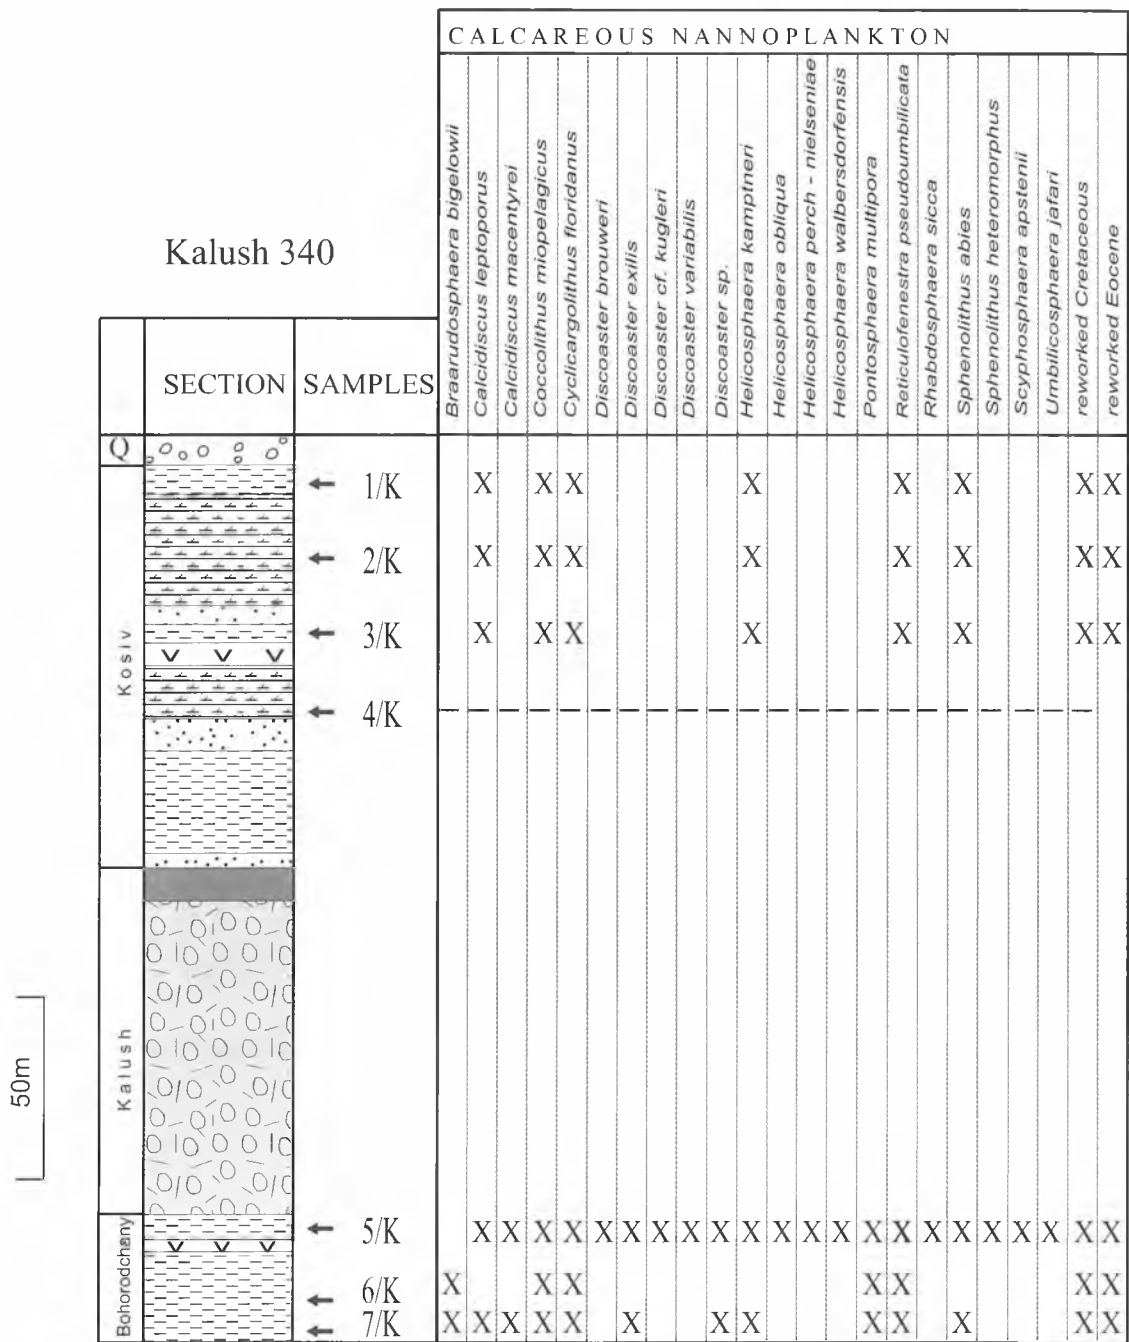 CALCAREOUS NANNOPLANKTON
Kalush 340
SECTION
SAMPLES
Braarudosphaera bigelowii
Calcidiscus leptoporus
Calcidiscus macentyrei
Coccolithus miopelagicus
Cyclicargolithus floridanus
Discoaster brouweri
Discoaster exilis
Discoaster cf. kugleri
Discoaster variabilis
Discoaster sp.
Helicosphaera kamptneri
Helicosphaera obliqua
Helicosphaera perch - nielseniae
Helicosphaera walbersdorfensis
Pontosphaera multipora
Reticulofenestra pseudoumbilicata
Rhabdosphaera sicca
Sphenolithus abies
Sphenolithus heteromorphus
Scyphosphaera apstenii
Umbilicosphaera jafari
reworked Cretaceous
reworked Eocene
Q
Kosiv
1/K X X X X X X X X
2/K X X X X X X X X
3/K X X X X X X X X
4/K
Kalush
50m
Bohorodchany
5/K X X X X X X X X X X X X X X X X X X X X X X
6/K X X X X X X X
7/K X X X X X X X X X X X X X